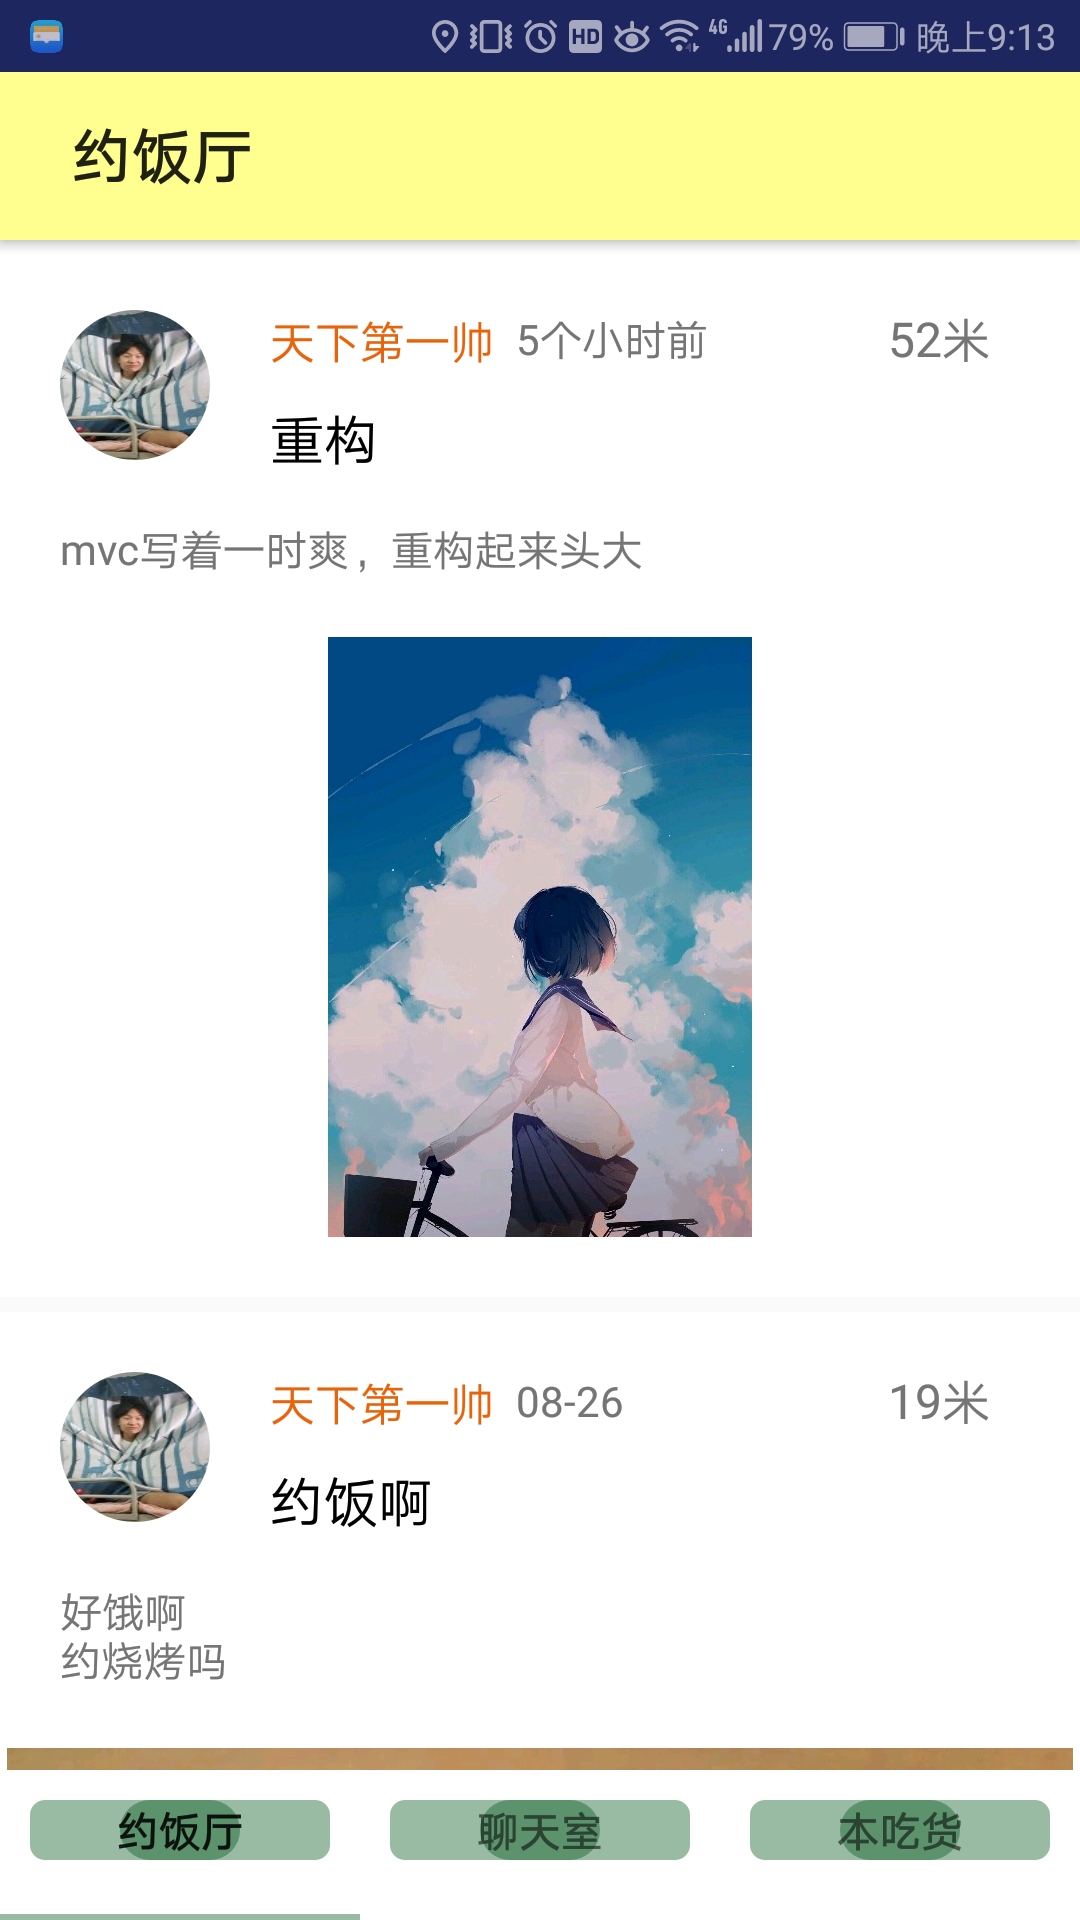 HD 4G 79% 晚上9:13
约饭厅
天下第一帅 5个小时前 52米
重构
mvc写着一时爽，重构起来头大
天下第一帅 08-26 19米
约饭啊
好饿啊
约烧烤吗
约饭厅 聊天室 本吃货